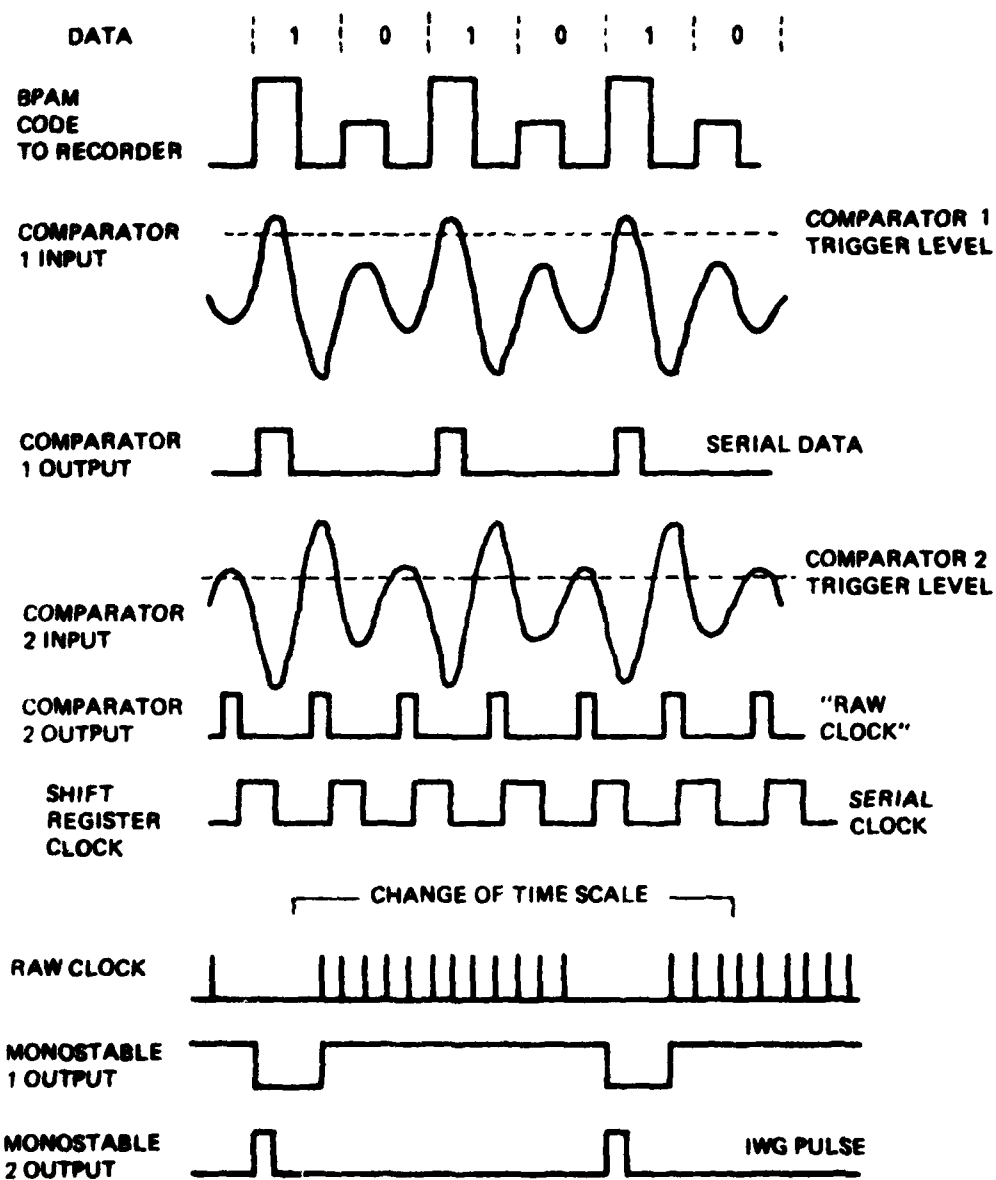 DATA 1 0 1 0 1 0
BPAM
CODE
TO RECORDER
COMPARATOR
1 INPUT
COMPARATOR 1
TRIGGER LEVEL
COMPARATOR
1 OUTPUT
SERIAL DATA
COMPARATOR 2
TRIGGER LEVEL
COMPARATOR
2 INPUT
COMPARATOR
2 OUTPUT
"RAW
CLOCK"
SHIFT
REGISTER
CLOCK
SERIAL
CLOCK
CHANGE OF TIME SCALE
RAW CLOCK
MONOSTABLE
1 OUTPUT
MONOSTABLE
2 OUTPUT
IWG PULSE